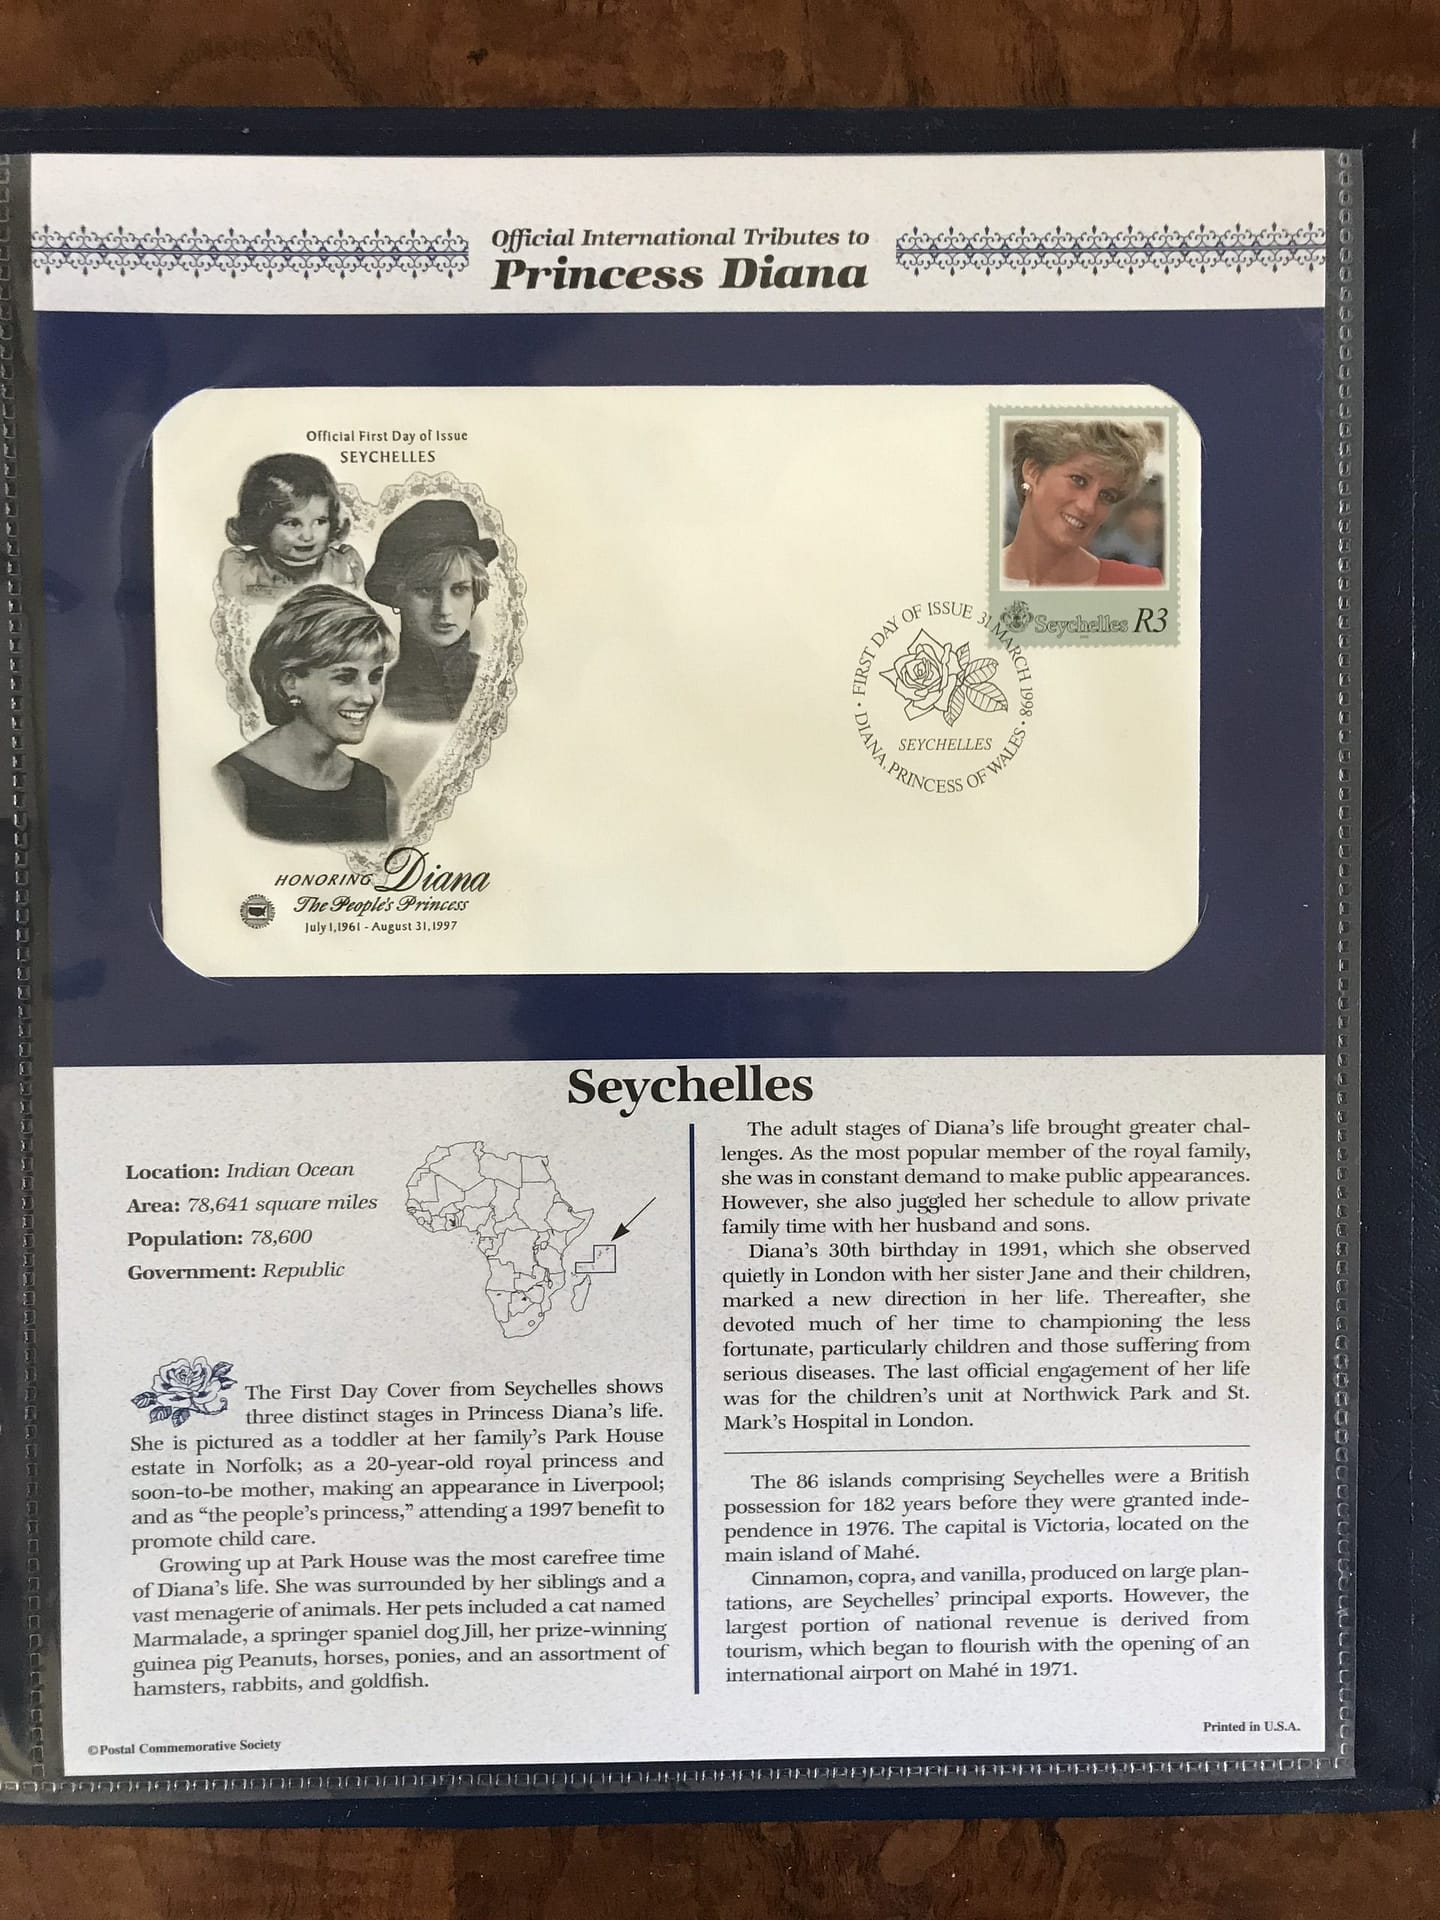 Official International Tributes to
Princess Diana
Official First Day of Issue
SEYCHELLES
HONORING Diana
The People's Princess
July 1, 1961 - August 31, 1997
Seychelles R3
· FIRST DAY OF ISSUE 31 MARCH 1998 ·
DIANA, PRINCESS OF WALES
SEYCHELLES
Seychelles
Location: Indian Ocean
Area: 78,641 square miles
Population: 78,600
Government: Republic
The First Day Cover from Seychelles shows
three distinct stages in Princess Diana's life.
She is pictured as a toddler at her family's Park House
estate in Norfolk; as a 20-year-old royal princess and
soon-to-be mother, making an appearance in Liverpool;
and as “the people's princess,” attending a 1997 benefit to
promote child care.
Growing up at Park House was the most carefree time
of Diana's life. She was surrounded by her siblings and a
vast menagerie of animals. Her pets included a cat named
Marmalade, a springer spaniel dog Jill, her prize-winning
guinea pig Peanuts, horses, ponies, and an assortment of
hamsters, rabbits, and goldfish.
The adult stages of Diana's life brought greater chal-
lenges. As the most popular member of the royal family,
she was in constant demand to make public appearances.
However, she also juggled her schedule to allow private
family time with her husband and sons.
Diana's 30th birthday in 1991, which she observed
quietly in London with her sister Jane and their children,
marked a new direction in her life. Thereafter, she
devoted much of her time to championing the less
fortunate, particularly children and those suffering from
serious diseases. The last official engagement of her life
was for the children's unit at Northwick Park and St.
Mark's Hospital in London.
The 86 islands comprising Seychelles were a British
possession for 182 years before they were granted inde-
pendence in 1976. The capital is Victoria, located on the
main island of Mahé.
Cinnamon, copra, and vanilla, produced on large plan-
tations, are Seychelles' principal exports. However, the
largest portion of national revenue is derived from
tourism, which began to flourish with the opening of an
international airport on Mahé in 1971.
©Postal Commemorative Society
Printed in U.S.A.